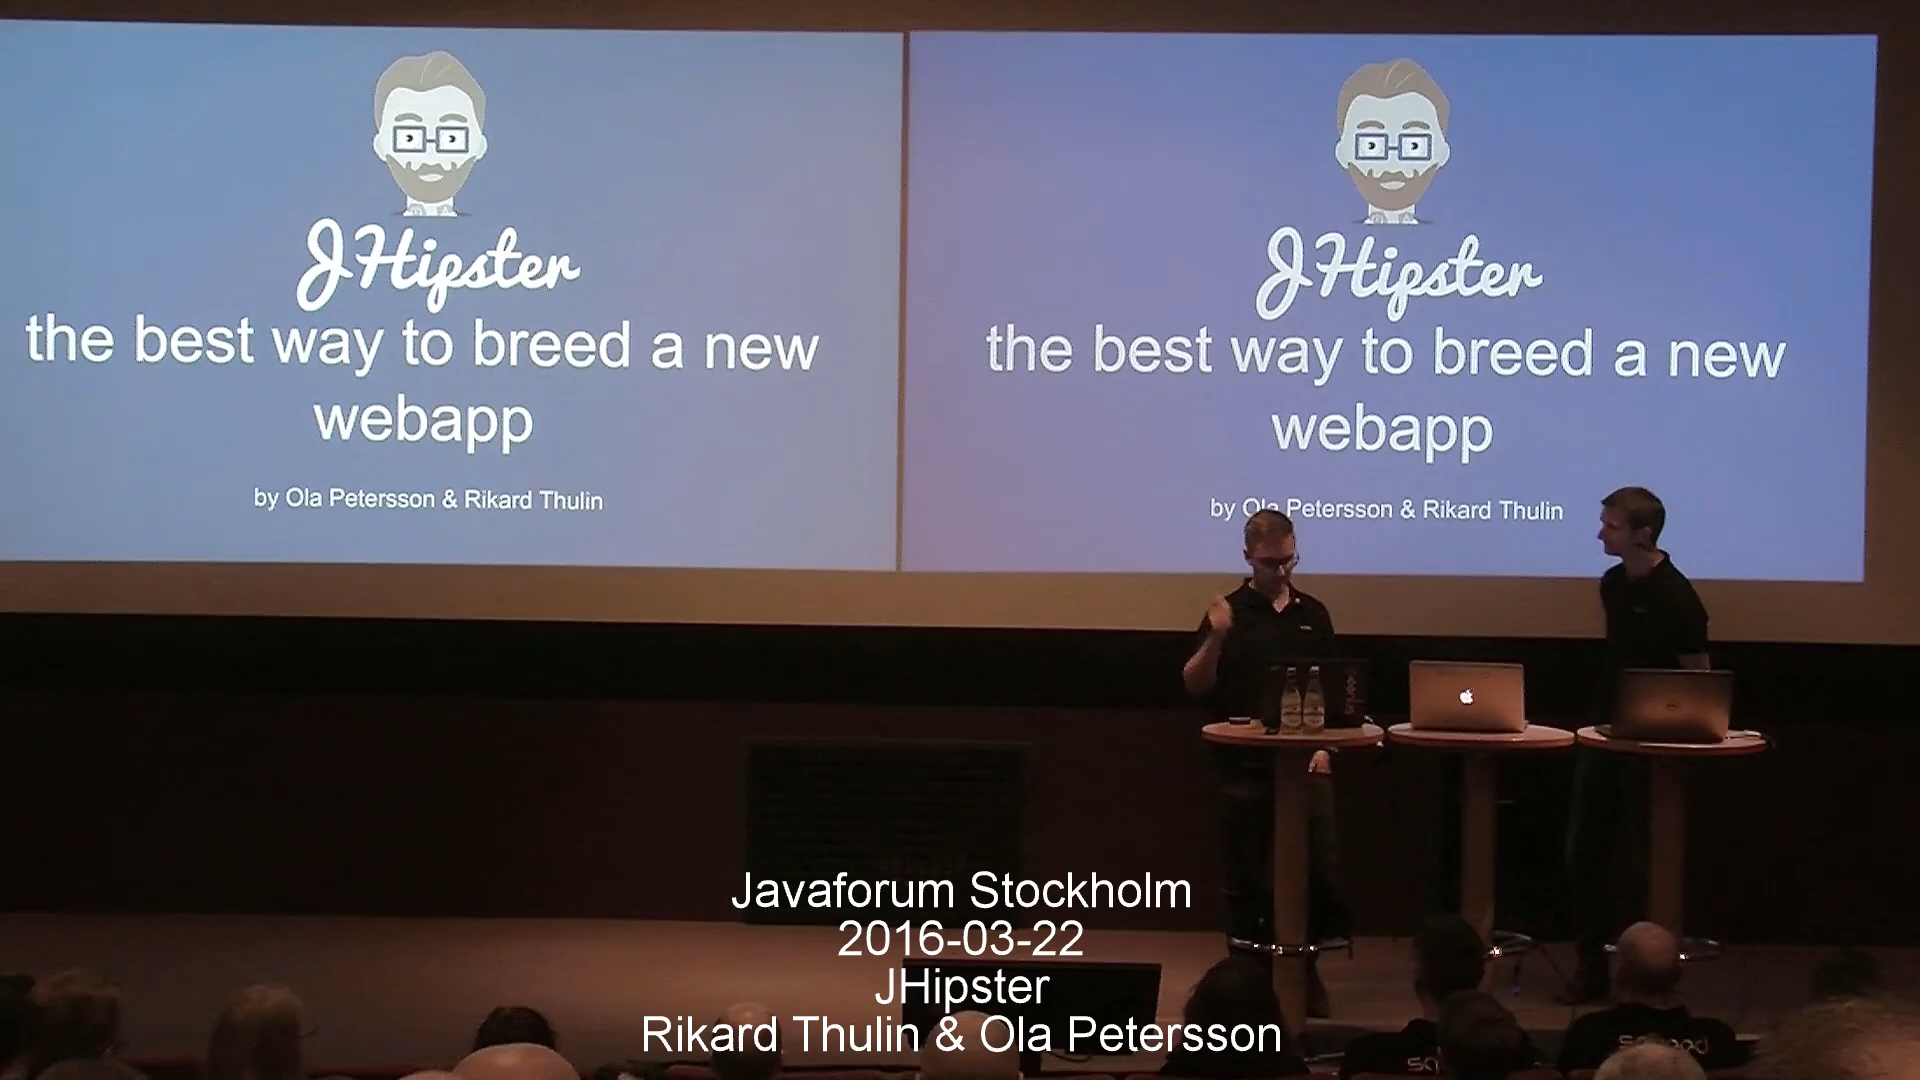 JHipster
the best way to breed a new
webapp
by Ola Petersson & Rikard Thulin
JHipster
the best way to breed a new
webapp
by Ola Petersson & Rikard Thulin
Javaforum Stockholm
2016-03-22
JHipster
Rikard Thulin & Ola Petersson